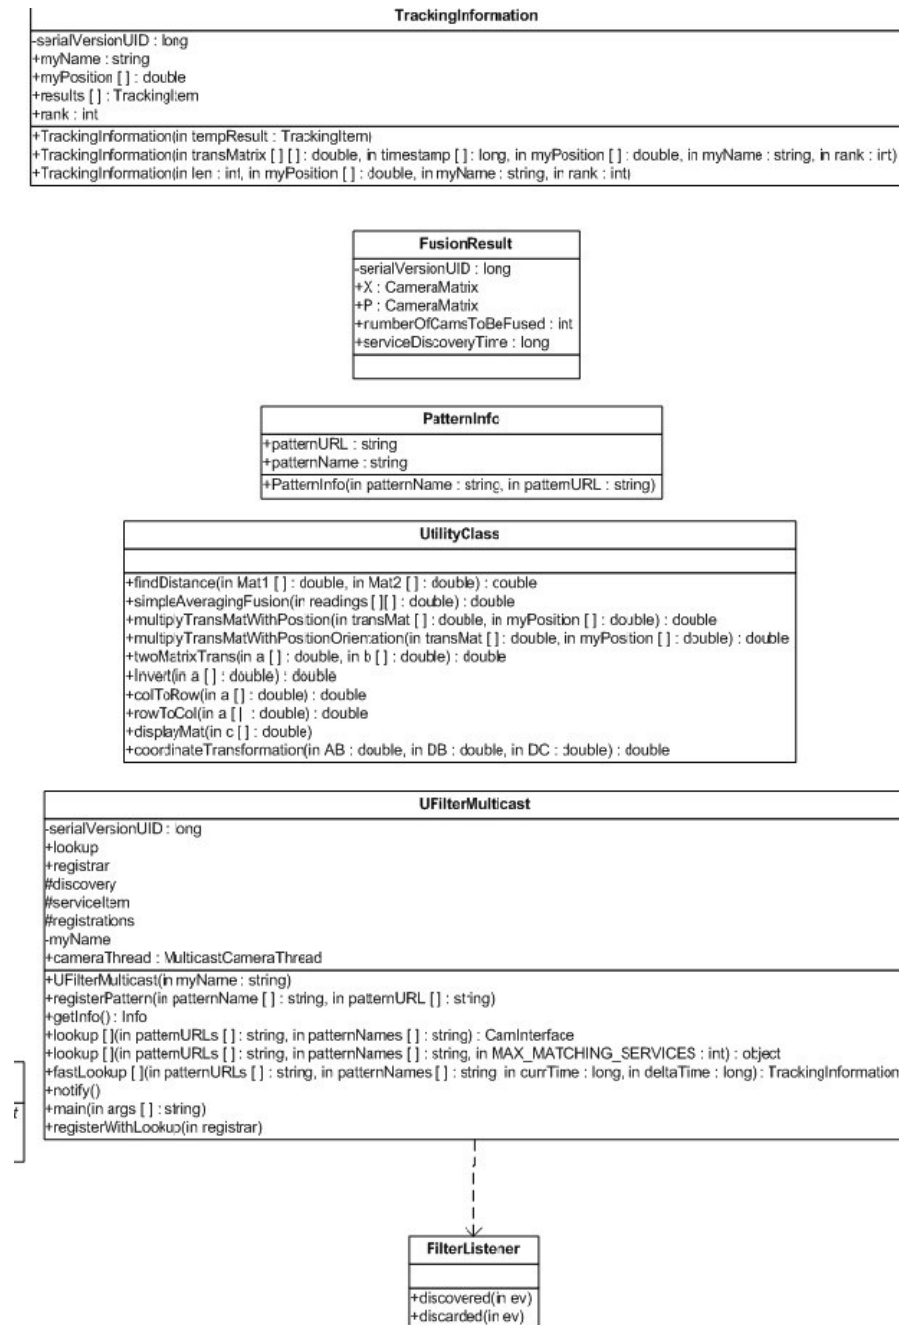 TrackingInformation
-serialVersionUID : long
+myName : string
+myPosition [ ] : double
+results [ ] : TrackingItem
+rank : int
+TrackingInformation(in tempResult : TrackingItem)
+TrackingInformation(in transMatrix [ ] [ ] : double, in timestamp [ ] : long, in myPosition [ ] : double, in myName : string, in rank : int)
+TrackingInformation(in len : int, in myPosition [ ] : double, in myName : string, in rank : int)
FusionResult
-serialVersionUID : long
+X : CameraMatrix
+P : CameraMatrix
+numberOfCamsToBeFused : int
+serviceDiscoveryTime : long
PatternInfo
+patternURL : string
+patternName : string
+PatternInfo(in patternName : string, in patternURL : string)
UtilityClass
+findDistance(in Mat1 [ ] : double, in Mat2 [ ] : double) : double
+simpleAveragingFusion(in readings [ ][ ] : double) : double
+multiplyTransMatWithPosition(in transMat [ ] : double, in myPosition [ ] : double) : double
+multiplyTransMatWithPositionOrientation(in transMat [ ] : double, in myPosition [ ] : double) : double
+twoMatrixTrans(in a [ ] : double, in b [ ] : double) : double
+Invert(in a [ ] : double) : double
+colToRow(in a [ ] : double) : double
+rowToCol(in a [ ] : double) : double
+displayMat(in c [ ] : double)
+coordinateTransformation(in AB : double, in DB : double, in DC : double) : double
UFilterMulticast
-serialVersionUID : long
+lookup
+registrar
#discovery
#serviceItem
#registrations
-myName
+cameraThread : MulticastCameraThread
+UFilterMulticast(in myName : string)
+registerPattern(in patternName [ ] : string, in patternURL [ ] : string)
+getInfo() : Info
+lookup [ ](in patternURLs [ ] : string, in patternNames [ ] : string) : CamInterface
+lookup [ ](in patternURLs [ ] : string, in patternNames [ ] : string, in MAX_MATCHING_SERVICES : int) : object
+fastLookup [ ](in patternURLs [ ] : string, in patternNames [ ] : string in currTime : long, in deltaTime : long) : TrackingInformation
+notify()
+main(in args [ ] : string)
+registerWithLookup(in registrar)
FilterListener
+discovered(in ev)
+discarded(in ev)